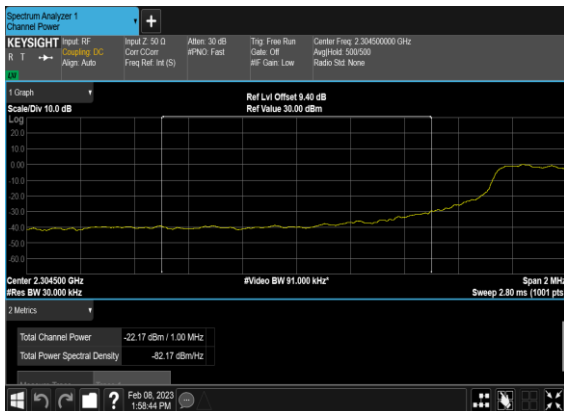 Spectrum Analyzer 1
Channel Power
+
KEYSIGHT Input: RF Input Z: 50 Ω Atten: 30 dB Trig: Free Run Center Freq: 2.304500000 GHz
R T Coupling: DC Corr CCorr #PNO: Fast Gate: Off Avg|Hold: 500/500
Align: Auto Freq Ref: Int (S) #IF Gain: Low Radio Std: None
1 Graph
Ref Lvl Offset 9.40 dB
Scale/Div 10.0 dB Ref Value 30.00 dBm
Log
20.0
10.0
0.00
-10.0
-20.0
-30.0
-40.0
-50.0
-60.0
Center 2.304500 GHz #Video BW 91.000 kHz* Span 2 MHz
#Res BW 30.000 kHz Sweep 2.80 ms (1001 pts
2 Metrics
Total Channel Power -22.17 dBm / 1.00 MHz
Total Power Spectral Density -82.17 dBm/Hz
? Feb 08, 2023
1:58:44 PM